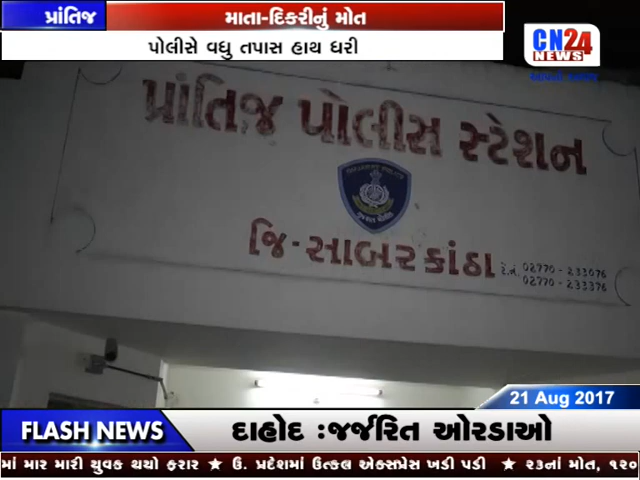 પ્રાંતિજ
માતા-દિકરીનું મોત
પોલીસે વધુ તપાસ હાથ ધરી
CN24
NEWS
પ્રાંતિજ પોલીસ સ્ટેશન
જિ-સાબરકાંઠા
ટે.નં. 02770 - 233076
02770 - 233376
21 Aug 2017
FLASH NEWS
દાહોદ :જર્જરિત ઓરડાઓ
માં માર મારી યુવક થયો ફરાર ★ ઉ. પ્રદેશમાં ઉત્કલ એક્સપ્રેસ ખડી પડી ★ ૨૩નાં મોત, ૧૨૦